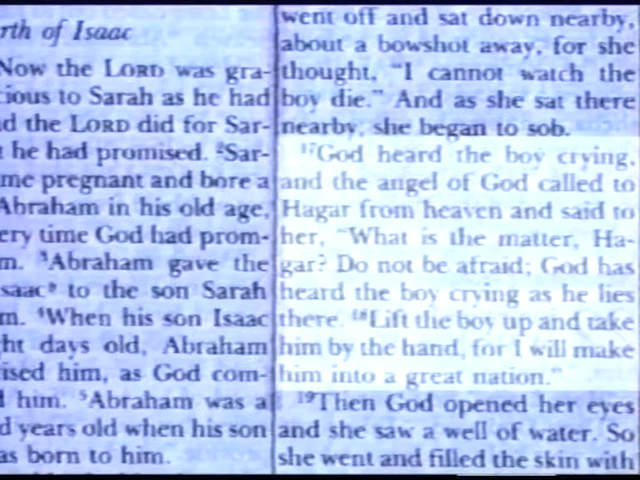 rth of Isaac
Now the LORD was gra-
cious to Sarah as he had
d the LORD did for Sar-
t he had promised. ²Sar-
me pregnant and bore a
Abraham in his old age,
ery time God had prom-
m. ³Abraham gave the
saac to the son Sarah
m. ⁴When his son Isaac
ht days old, Abraham
ised him, as God com-
d him. ⁵Abraham was a
d years old when his son
as born to him.
went off and sat down nearby,
about a bowshot away, for she
thought, "I cannot watch the
boy die." And as she sat there
nearby, she began to sob.
¹⁷God heard the boy crying,
and the angel of God called to
Hagar from heaven and said to
her, "What is the matter, Ha-
gar? Do not be afraid; God has
heard the boy crying as he lies
there. ¹⁸Lift the boy up and take
him by the hand, for I will make
him into a great nation."
¹⁹Then God opened her eyes
and she saw a well of water. So
she went and filled the skin with